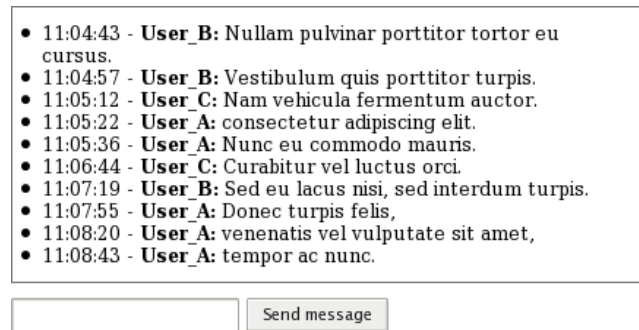 • 11:04:43 - User_B: Nullam pulvinar porttitor tortor eu
cursus.
• 11:04:57 - User_B: Vestibulum quis porttitor turpis.
• 11:05:12 - User_C: Nam vehicula fermentum auctor.
• 11:05:22 - User_A: consectetur adipiscing elit.
• 11:05:36 - User_A: Nunc eu commodo mauris.
• 11:06:44 - User_C: Curabitur vel luctus orci.
• 11:07:19 - User_B: Sed eu lacus nisi, sed interdum turpis.
• 11:07:55 - User_A: Donec turpis felis,
• 11:08:20 - User_A: venenatis vel vulputate sit amet,
• 11:08:43 - User_A: tempor ac nunc.
Send message